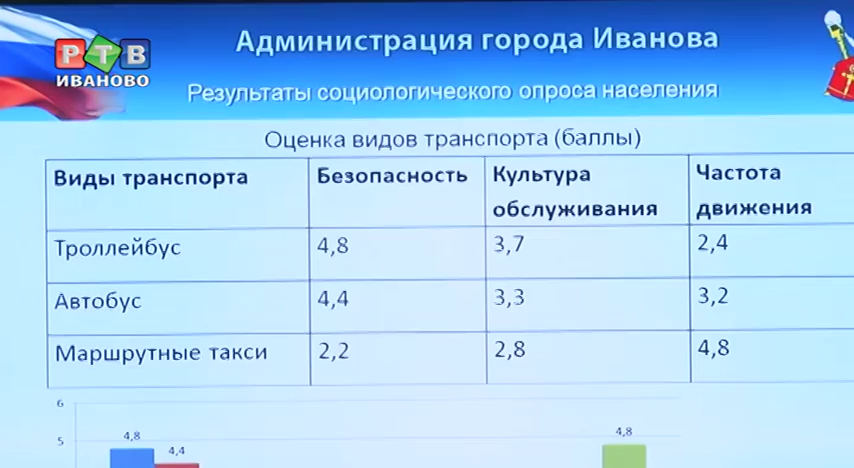 Администрация города Иванова
РТВ
ИВАНОВО
Результаты социологического опроса населения
Оценка видов транспорта (баллы)
Виды транспорта Безопасность Культура обслуживания Частота движения
Троллейбус 4,8 3,7 2,4
Автобус 4,4 3,3 3,2
Маршрутные такси 2,2 2,8 4,8
6
4,8 4,8
5
4,4